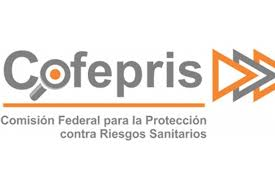 Cofepris
Comisión Federal para la Protección
contra Riesgos Sanitarios